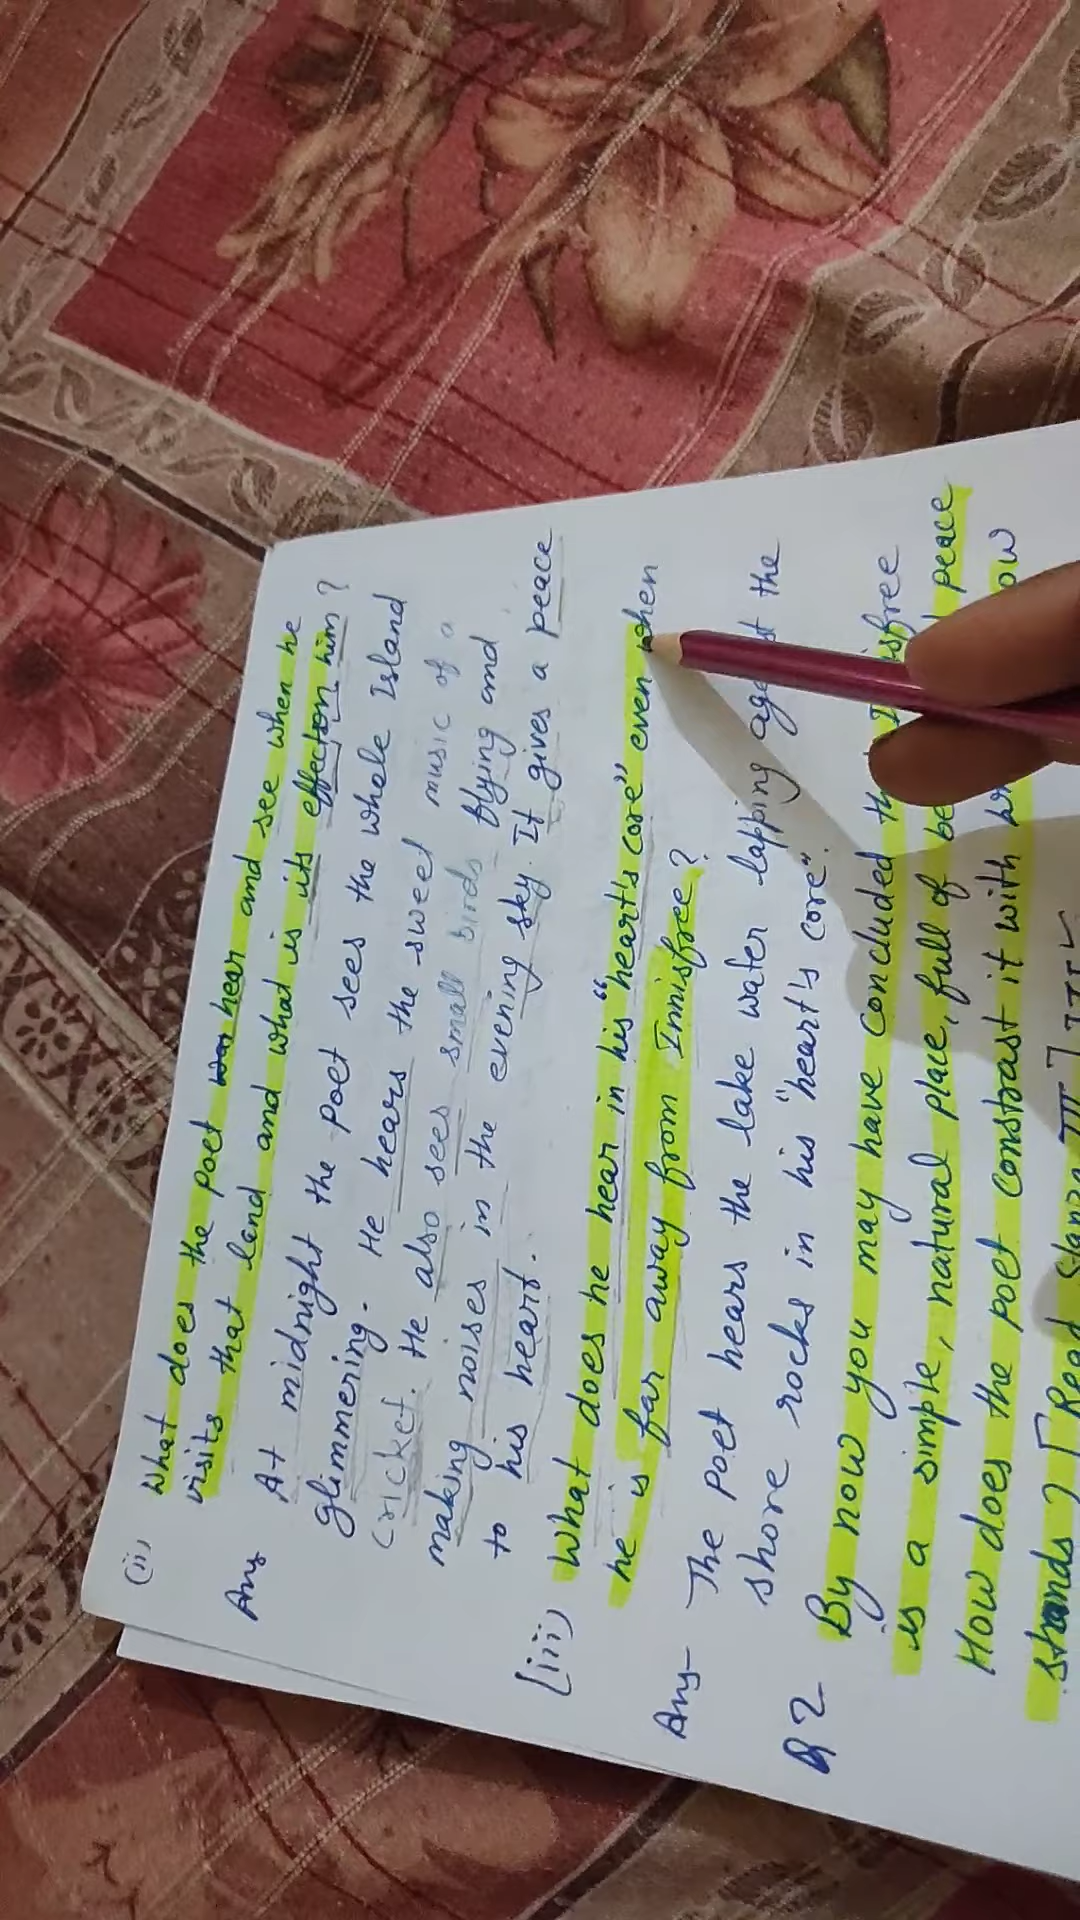 (ii) What does the poet hear and see when he
visits that land and what is its effect on him?
Ans At midnight the poet sees the whole Island
glimmering. He hears the sweet music of a
cricket. He also sees small birds flying and
making noises in the evening sky. It gives a peace
to his heart.
(iii) What does he hear in his "heart's core" even when
he is far away from Innisfree?
Ans- The poet hears the lake water lapping the
shore rocks in his "heart's core".
Q2 By now you may have concluded
is a simple, natural place, full of peace
How does the poet constrast it with
stands? [Read Stanza III]